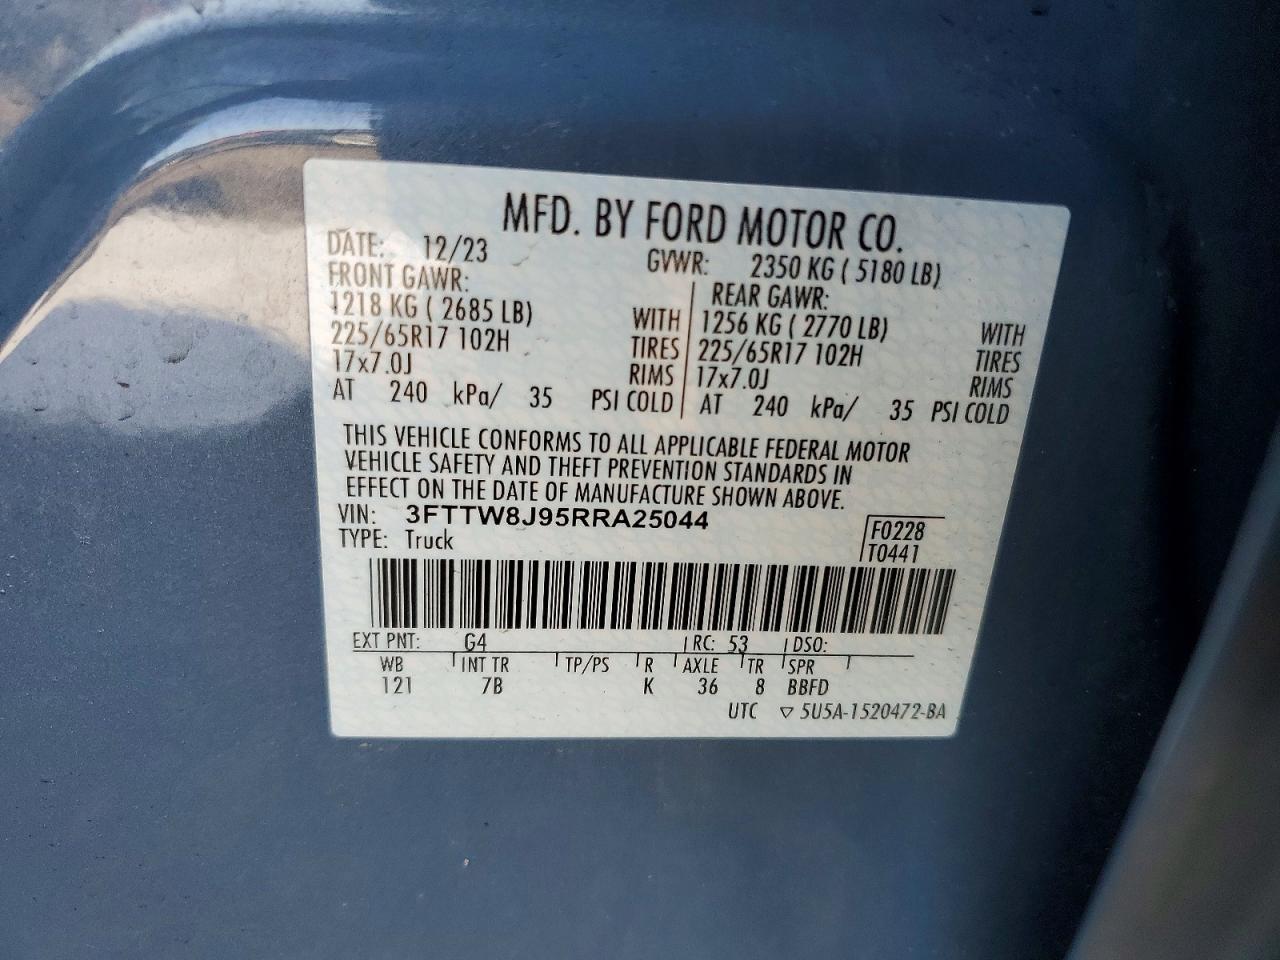 MFD. BY FORD MOTOR CO.
DATE: 12/23 GVWR: 2350 KG ( 5180 LB)
FRONT GAWR: REAR GAWR:
1218 KG ( 2685 LB) WITH 1256 KG ( 2770 LB) WITH
225/65R17 102H TIRES 225/65R17 102H TIRES
17x7.0J RIMS 17x7.0J RIMS
AT 240 kPa/ 35 PSI COLD AT 240 kPa/ 35 PSI COLD
THIS VEHICLE CONFORMS TO ALL APPLICABLE FEDERAL MOTOR
VEHICLE SAFETY AND THEFT PREVENTION STANDARDS IN
EFFECT ON THE DATE OF MANUFACTURE SHOWN ABOVE.
VIN: 3FTTW8J95RRA25044 F0228
TYPE: Truck T0441
EXT PNT: G4 RC: 53 DSO:
WB INT TR TP/PS R AXLE TR SPR
121 7B K 36 8 BBFD
UTC ▽ 5U5A-1520472-BA